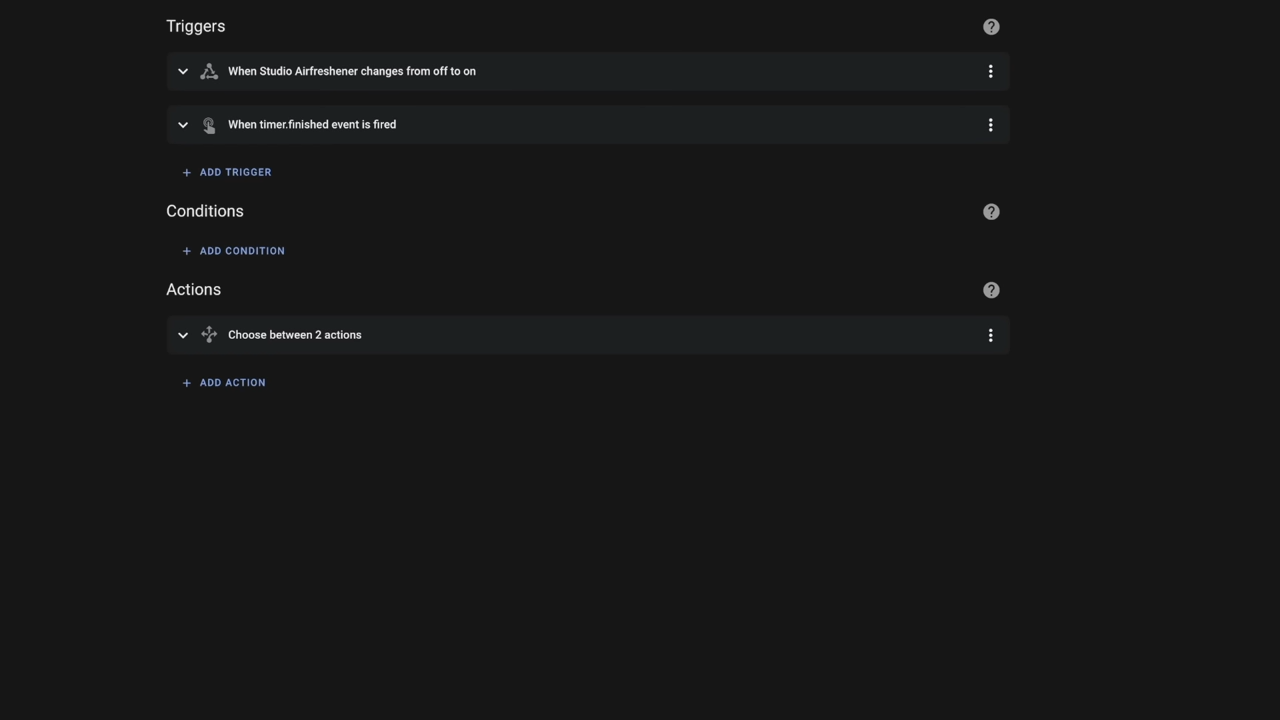 Triggers
When Studio Airfreshener changes from off to on
When timer.finished event is fired
+ ADD TRIGGER
Conditions
+ ADD CONDITION
Actions
Choose between 2 actions
+ ADD ACTION